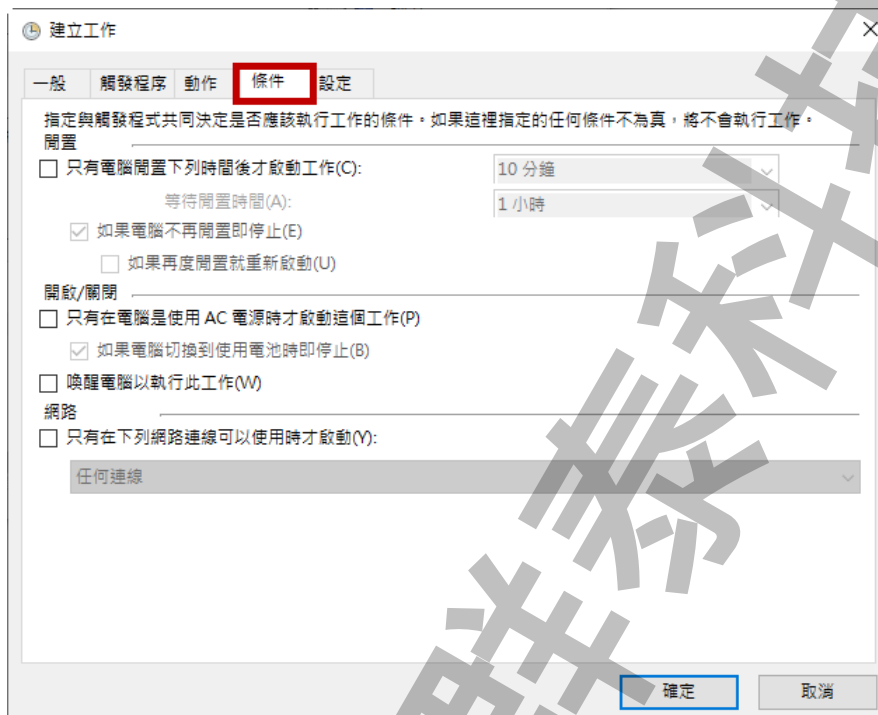 建立工作
一般 觸發程序 動作 條件 設定
指定與觸發程式共同決定是否應該執行工作的條件。如果這裡指定的任何條件不為真，將不會執行工作。
閒置
只有電腦閒置下列時間後才啟動工作(C): 10 分鐘
等待閒置時間(A): 1 小時
如果電腦不再閒置即停止(E)
如果再度閒置就重新啟動(U)
開啟/關閉
只有在電腦是使用 AC 電源時才啟動這個工作(P)
如果電腦切換到使用電池時即停止(B)
喚醒電腦以執行此工作(W)
網路
只有在下列網路連線可以使用時才啟動(Y):
任何連線
確定 取消
群泰科技